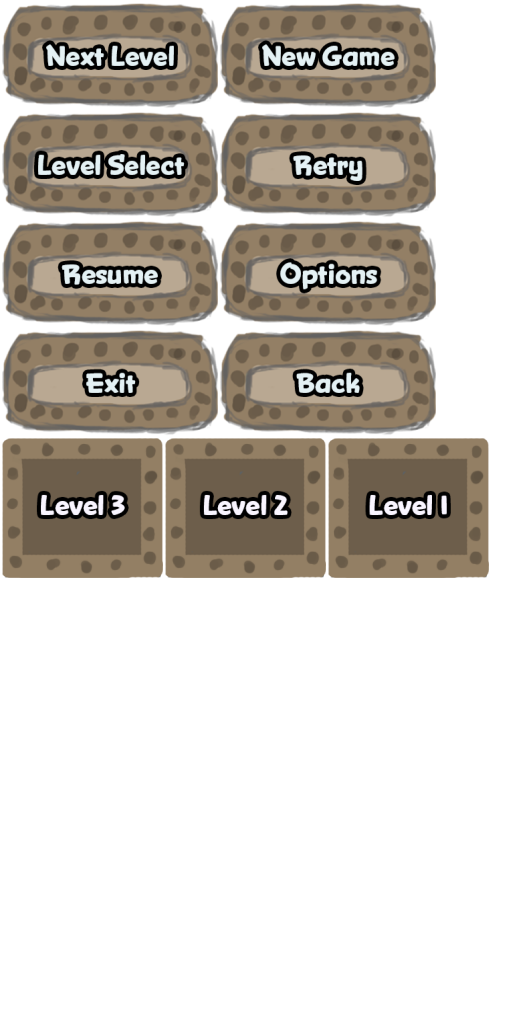 Next Level
New Game
Level Select
Retry
Resume
Options
Exit
Back
Level 3
Level 2
Level 1